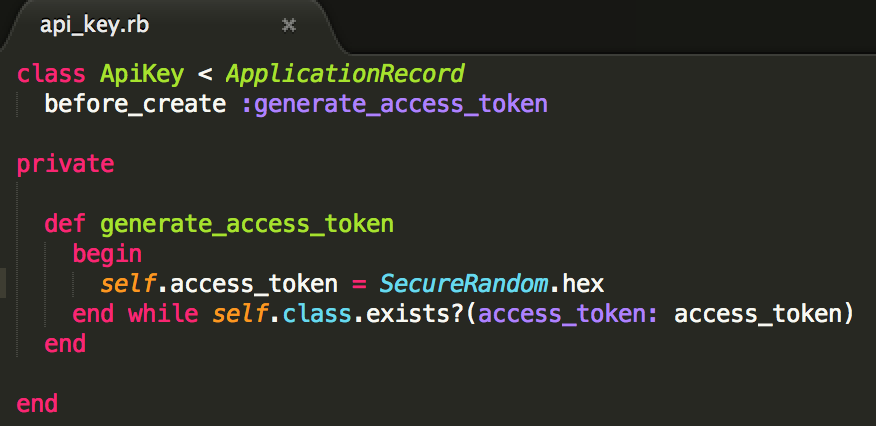 api_key.rb
class ApiKey < ApplicationRecord
  before_create :generate_access_token
private
  def generate_access_token
    begin
      self.access_token = SecureRandom.hex
    end while self.class.exists?(access_token: access_token)
  end
end